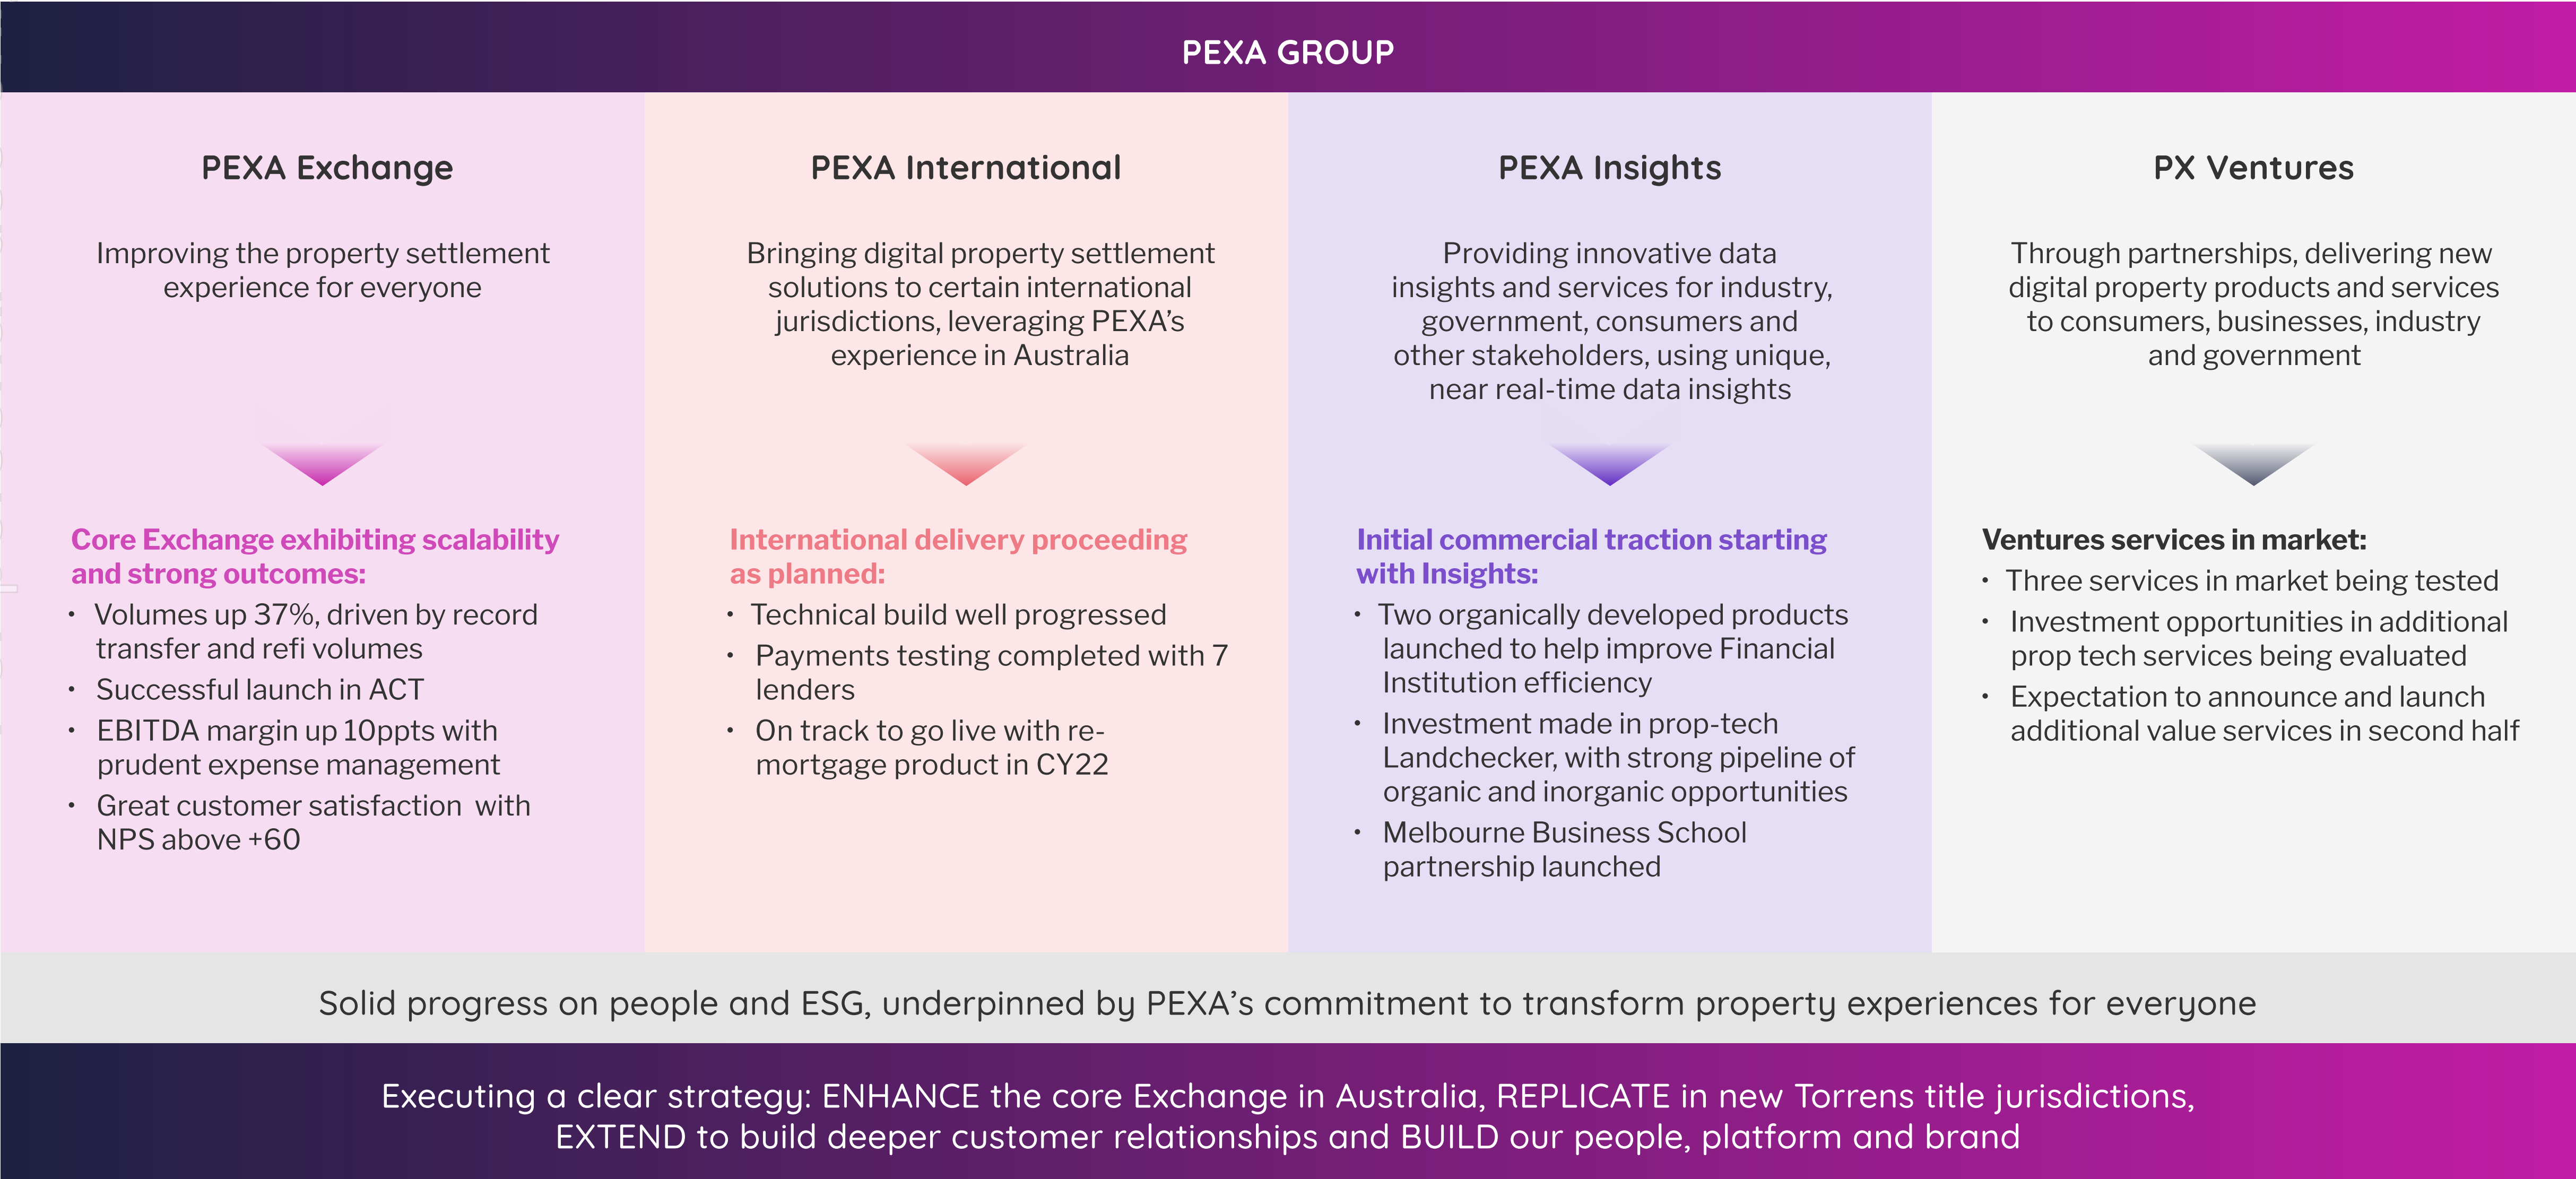 PEXA GROUP
PEXA Exchange
Improving the property settlement
experience for everyone
Core Exchange exhibiting scalability
and strong outcomes:
• Volumes up 37%, driven by record
transfer and refi volumes
• Successful launch in ACT
• EBITDA margin up 10ppts with
prudent expense management
• Great customer satisfaction with
NPS above +60
PEXA International
Bringing digital property settlement
solutions to certain international
jurisdictions, leveraging PEXA’s
experience in Australia
International delivery proceeding
as planned:
• Technical build well progressed
• Payments testing completed with 7
lenders
• On track to go live with re-
mortgage product in CY22
PEXA Insights
Providing innovative data
insights and services for industry,
government, consumers and
other stakeholders, using unique,
near real-time data insights
Initial commercial traction starting
with Insights:
• Two organically developed products
launched to help improve Financial
Institution efficiency
• Investment made in prop-tech
Landchecker, with strong pipeline of
organic and inorganic opportunities
• Melbourne Business School
partnership launched
PX Ventures
Through partnerships, delivering new
digital property products and services
to consumers, businesses, industry
and government
Ventures services in market:
• Three services in market being tested
• Investment opportunities in additional
prop tech services being evaluated
• Expectation to announce and launch
additional value services in second half
Solid progress on people and ESG, underpinned by PEXA’s commitment to transform property experiences for everyone
Executing a clear strategy: ENHANCE the core Exchange in Australia, REPLICATE in new Torrens title jurisdictions,
EXTEND to build deeper customer relationships and BUILD our people, platform and brand